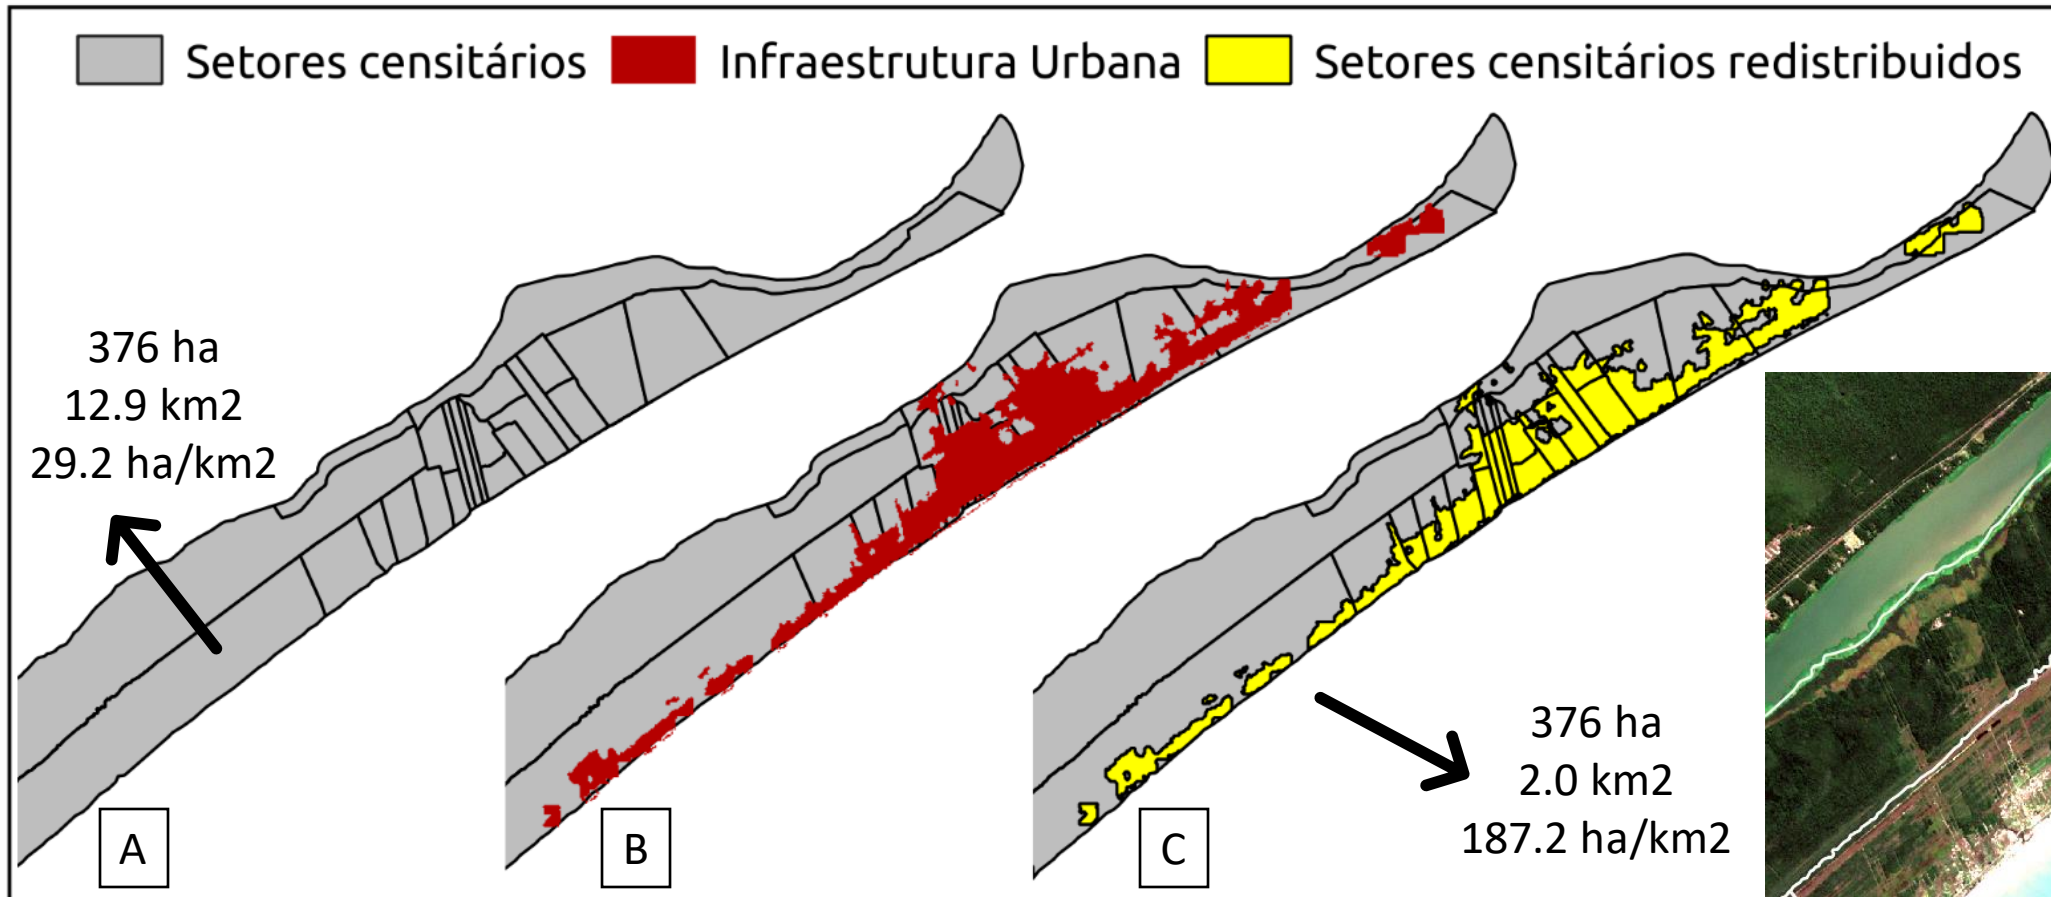 Setores censitários Infraestrutura Urbana Setores censitários redistribuidos
376 ha
12.9 km2
29.2 ha/km2
376 ha
2.0 km2
187.2 ha/km2
A B C